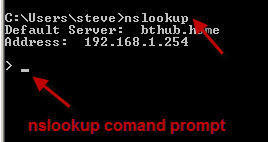 C:\Users\steve>nslookup
Default Server:  bthub.home
Address:  192.168.1.254
> _
nslookup comand prompt